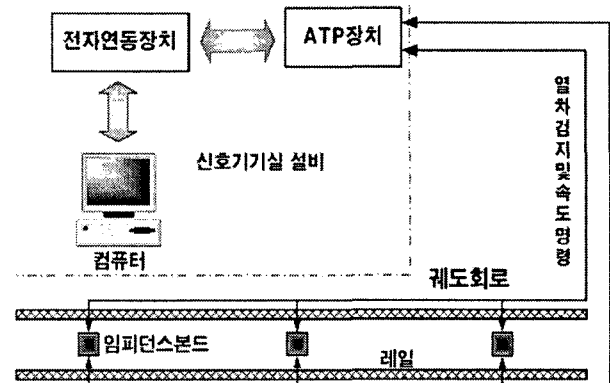 전자연동장치
ATP장치
신호기기실 설비
컴퓨터
열차검지및속도명령
궤도회로
임피던스본드
레일